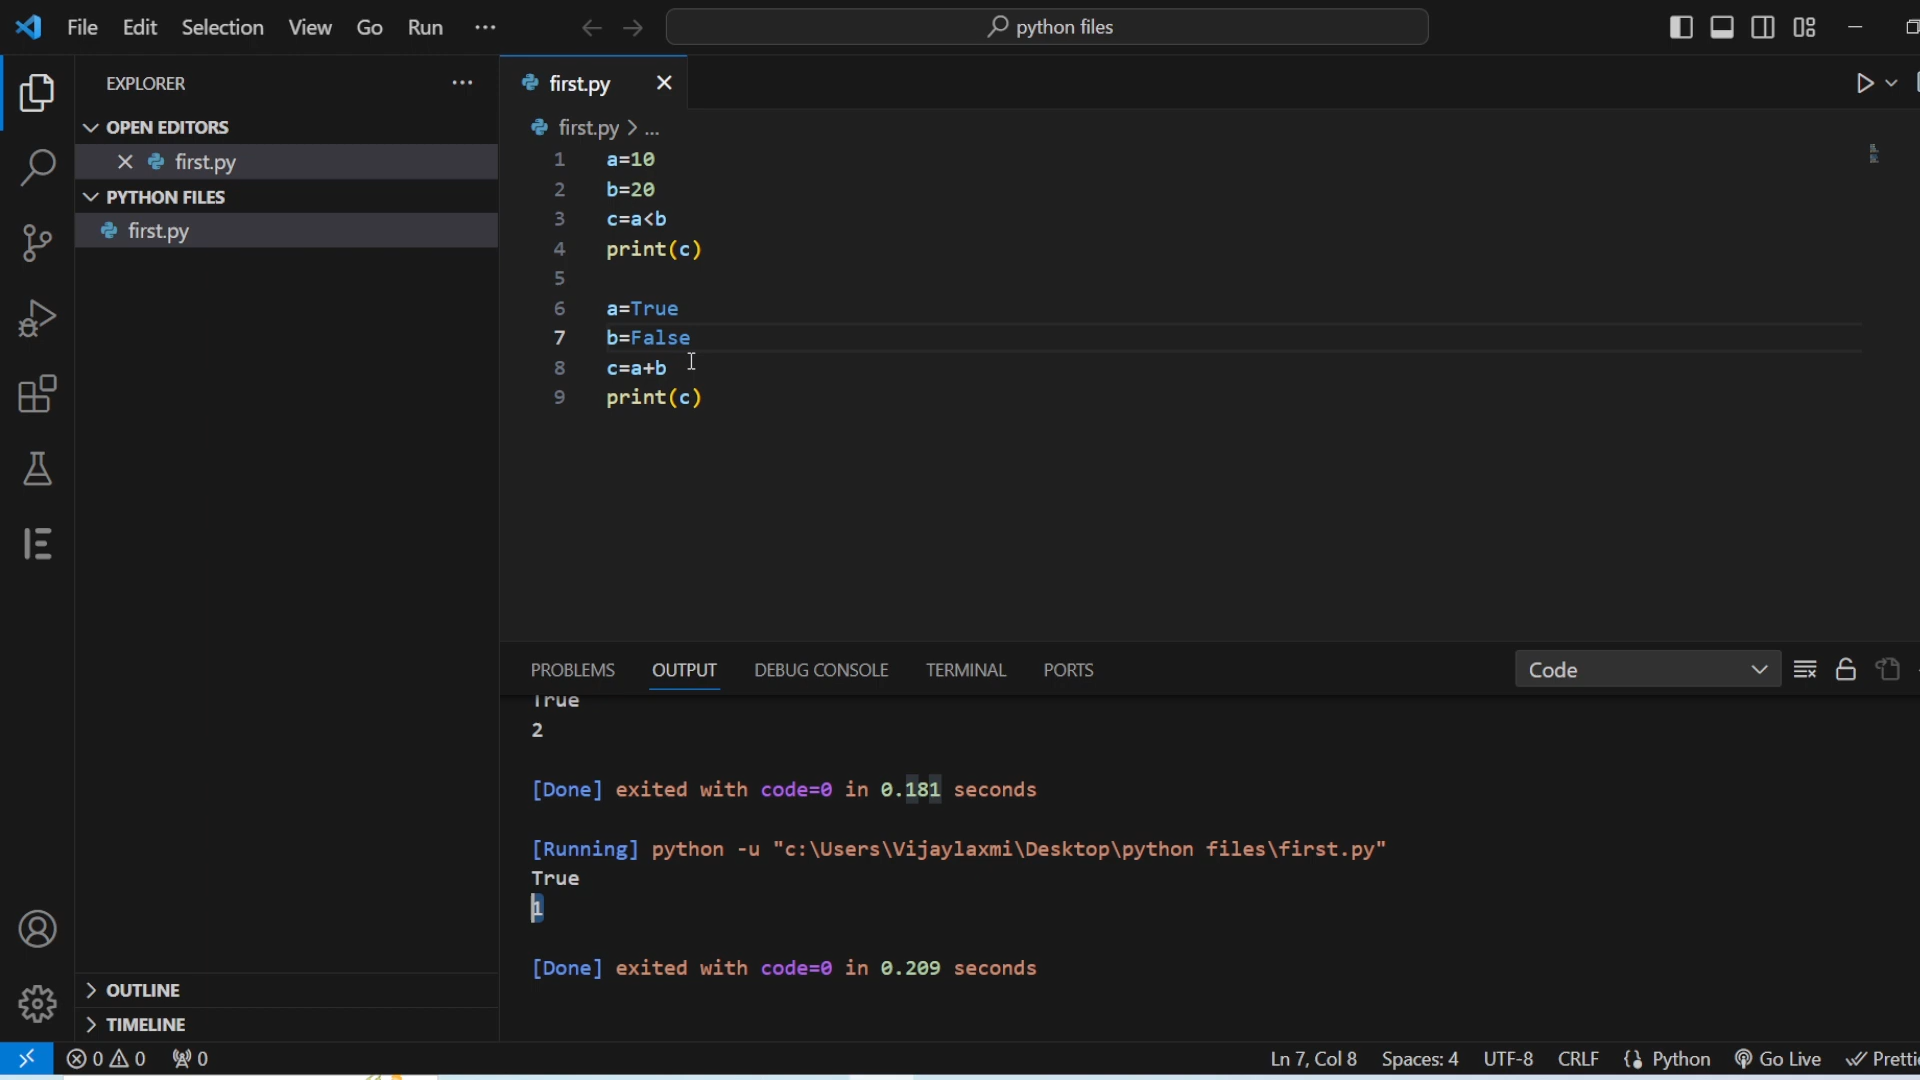 File Edit Selection View Go Run ... python files
EXPLORER ...
OPEN EDITORS
first.py
PYTHON FILES
first.py
OUTLINE
TIMELINE
first.py
first.py > ...
1 a=10
2 b=20
3 c=a<b
4 print(c)
5
6 a=True
7 b=False
8 c=a+b
9 print(c)
PROBLEMS OUTPUT DEBUG CONSOLE TERMINAL PORTS Code
True
2
[Done] exited with code=0 in 0.181 seconds
[Running] python -u "c:\Users\Vijaylaxmi\Desktop\python files\first.py"
True
1
[Done] exited with code=0 in 0.209 seconds
0 0 0 Ln 7, Col 8 Spaces: 4 UTF-8 CRLF {} Python Go Live Prettie